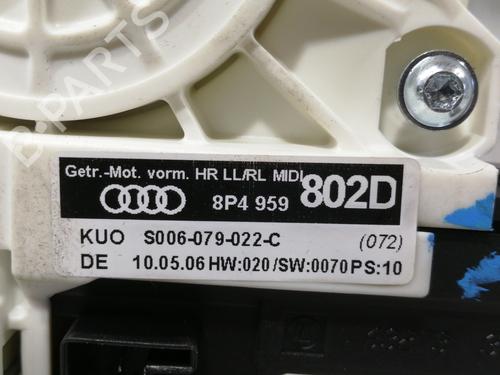 B-PARTS
Getr.-Mot. vorm. HR LL/RL MIDI
8P4 959 802D
KUO S006-079-022-C (072)
DE 10.05.06 HW:020/SW:0070 PS:10